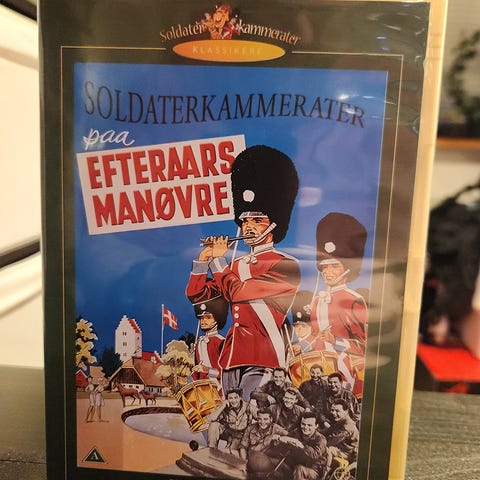 Soldaterkammerater
KLASSIKERE
SOLDATERKAMMERATER
paa
EFTERAARS
MANØVRE
A